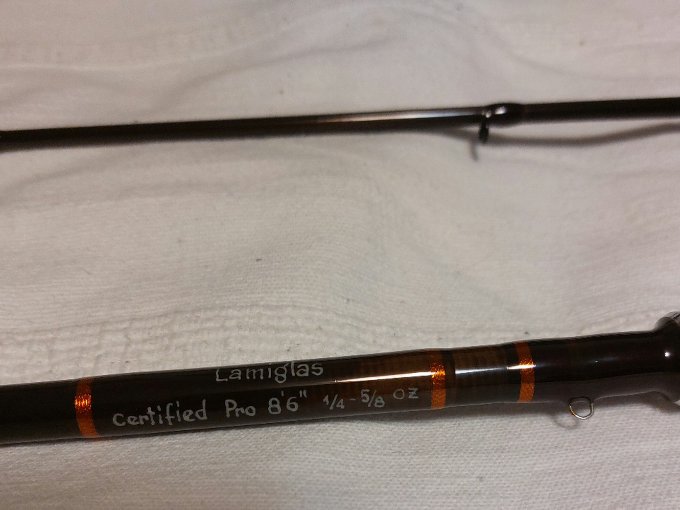 Lamiglas
Certified Pro 8'6" 1/4-5/8 oz